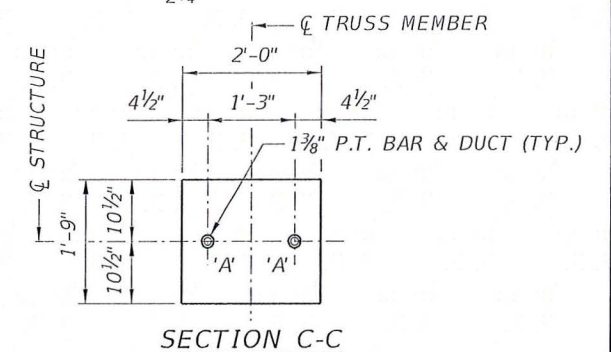 ℄ TRUSS MEMBER
2'-0"
4½" 1'-3" 4½"
1⅜" P.T. BAR & DUCT (TYP.)
℄ STRUCTURE
1'-9"
10½"
10½"
'A' 'A'
SECTION C-C